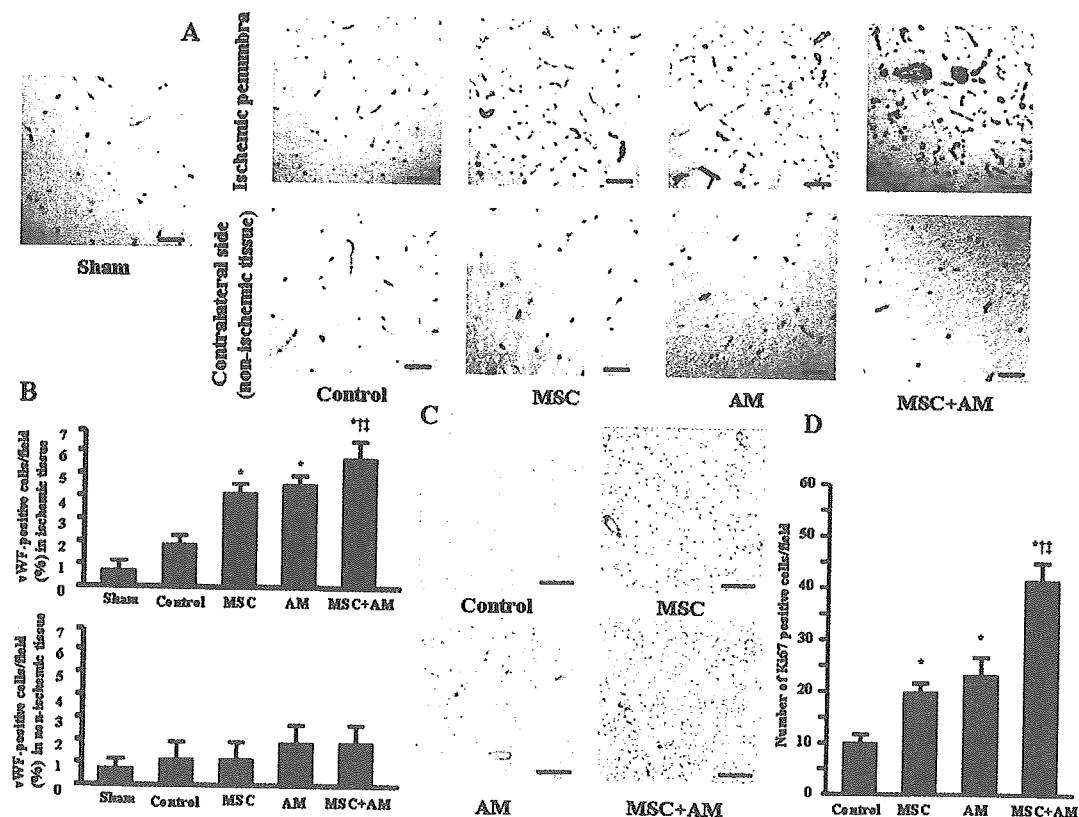 A
Ischemic penumbra
Sham
Contralateral side
(non-ischemic tissue)
Control
MSC
AM
MSC+AM
B
vWF-positive cells/field
(%) in ischemic tissue
7
6
5
4
3
2
1
0
*
*
*†‡
Sham
Control
MSC
AM
MSC+AM
vWF-positive cells/field
(%) in non-ischemic tissue
7
6
5
4
3
2
1
0
Sham
Control
MSC
AM
MSC+AM
C
Control
MSC
AM
MSC+AM
D
Number of Ki67 positive cells/field
60
50
40
30
20
10
0
*
*
*†‡
Control
MSC
AM
MSC+AM